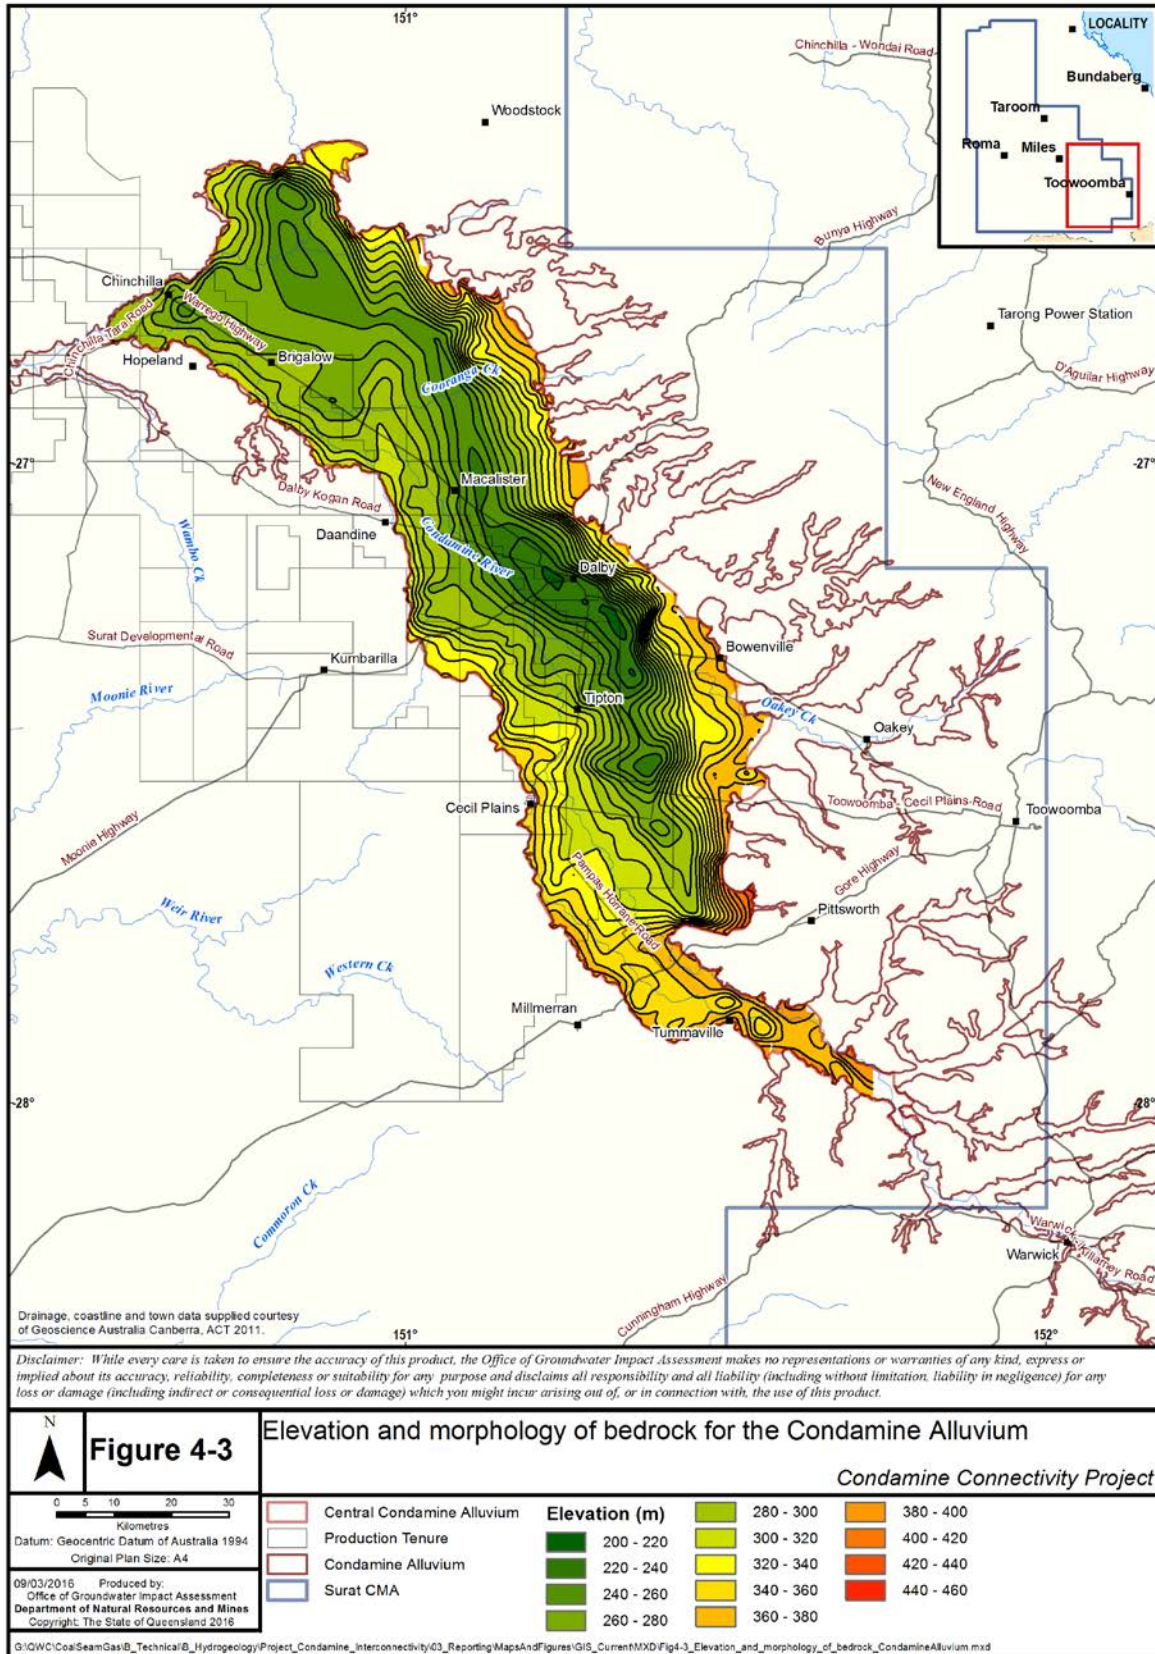 151°
LOCALITY
Bundaberg
Taroom
Roma
Miles
Toowoomba
Chinchilla - Wondai Road
Woodstock
Bunya Highway
Chinchilla
Chinchilla Tara Road
Warrego Highway
Hopeland
Brigalow
Cooranga Ck
Tarong Power Station
D'Aguilar Highway
-27°
-27°
Macalister
Dalby Kogan Road
Daandine
Condamine River
Wambo Ck
New England Highway
Dalby
Surat Developmental Road
Kumbarilla
Bowenville
Moonie River
Tipton
Oakey Ck
Oakey
Cecil Plains
Toowoomba - Cecil Plains-Road
Toowoomba
Moonie Highway
Pampas Horrane Road
Gore Highway
Weir River
Pittsworth
Western Ck
Millmerran
Tummaville
-28°
-28°
Commoron Ck
Warwick
Warwick-Killarney Road
Cunningham Highway
Drainage, coastline and town data supplied courtesy
of Geoscience Australia Canberra, ACT 2011.
151°
152°
Disclaimer: While every care is taken to ensure the accuracy of this product, the Office of Groundwater Impact Assessment makes no representations or warranties of any kind, express or
implied about its accuracy, reliability, completeness or suitability for any purpose and disclaims all responsibility and all liability (including without limitation, liability in negligence) for any
loss or damage (including indirect or consequential loss or damage) which you might incur arising out of, or in connection with, the use of this product.
N
Figure 4-3
Elevation and morphology of bedrock for the Condamine Alluvium
Condamine Connectivity Project
0 5 10 20 30
Kilometres
Datum: Geocentric Datum of Australia 1994
Original Plan Size: A4
09/03/2016 Produced by:
Office of Groundwater Impact Assessment
Department of Natural Resources and Mines
Copyright: The State of Queensland 2016
Central Condamine Alluvium
Production Tenure
Condamine Alluvium
Surat CMA
Elevation (m)
200 - 220
220 - 240
240 - 260
260 - 280
280 - 300
300 - 320
320 - 340
340 - 360
360 - 380
380 - 400
400 - 420
420 - 440
440 - 460
G:\QWC\CoalSeamGas\B_Technical\B_Hydrogeology\Project_Condamine_Interconnectivity\03_Reporting\MapsAndFigures\GIS_Current\MXD\Fig4-3_Elevation_and_morphology_of_bedrock_CondamineAlluvium.mxd